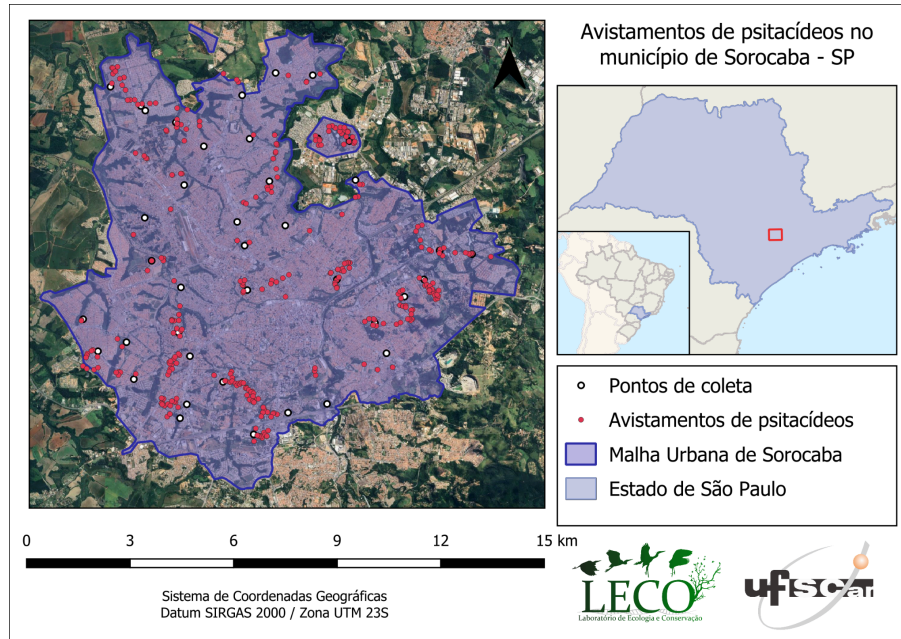 Avistamentos de psitacídeos no
município de Sorocaba - SP
Pontos de coleta
Avistamentos de psitacídeos
Malha Urbana de Sorocaba
Estado de São Paulo
0 3 6 9 12 15 km
Sistema de Coordenadas Geográficas
Datum SIRGAS 2000 / Zona UTM 23S
LECO
Laboratório de Ecologia e Conservação
ufscar